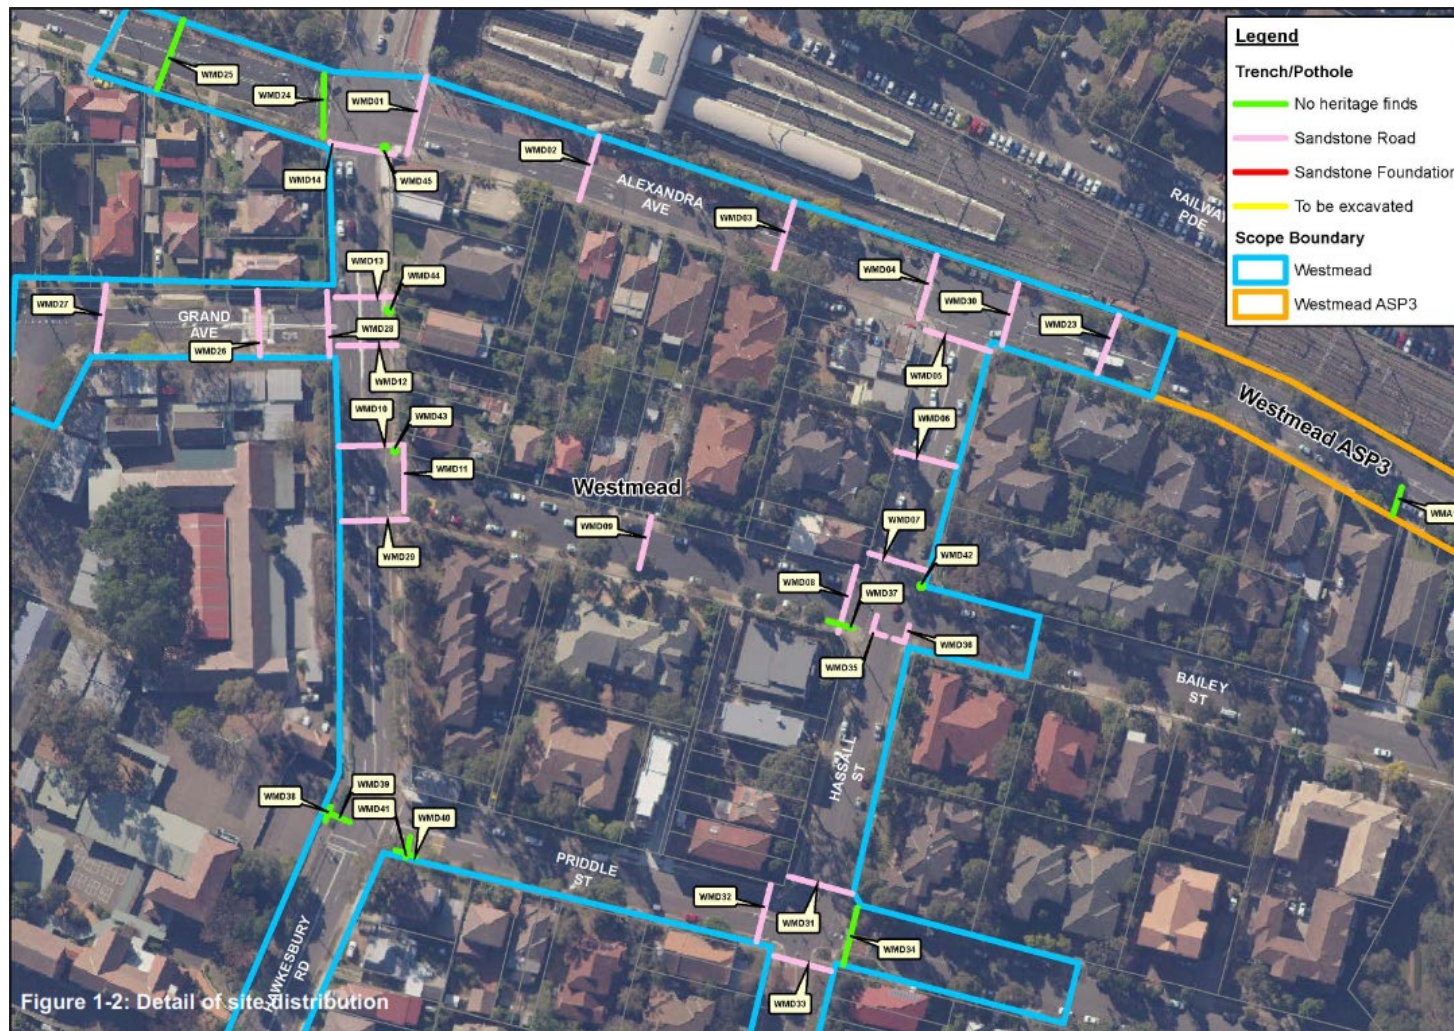 Legend
Trench/Pothole
No heritage finds
Sandstone Road
Sandstone Foundation
To be excavated
Scope Boundary
Westmead
Westmead ASP3
WMD25
WMD24
WMD01
WMD14
WMD45
WMD02
ALEXANDRA
AVE
WMD03
RAILWAY
PDE
WMD04
WMD30
WMD23
WMD05
WMD13
WMD44
WMD27
GRAND
AVE
WMD26
WMD28
WMD12
WMD10
WMD43
WMD11
WMD29
WMD06
Westmead ASP3
Westmead
WMD09
WMD07
WMD42
WMD08
WMD37
WMD35
WMD36
BAILEY
ST
HASSALL
ST
WMD38
WMD39
WMD41
WMD40
PRIDDLE
ST
WMD32
WMD31
WMD34
WMD33
HAWKESBURY
RD
Figure 1-2: Detail of site distribution